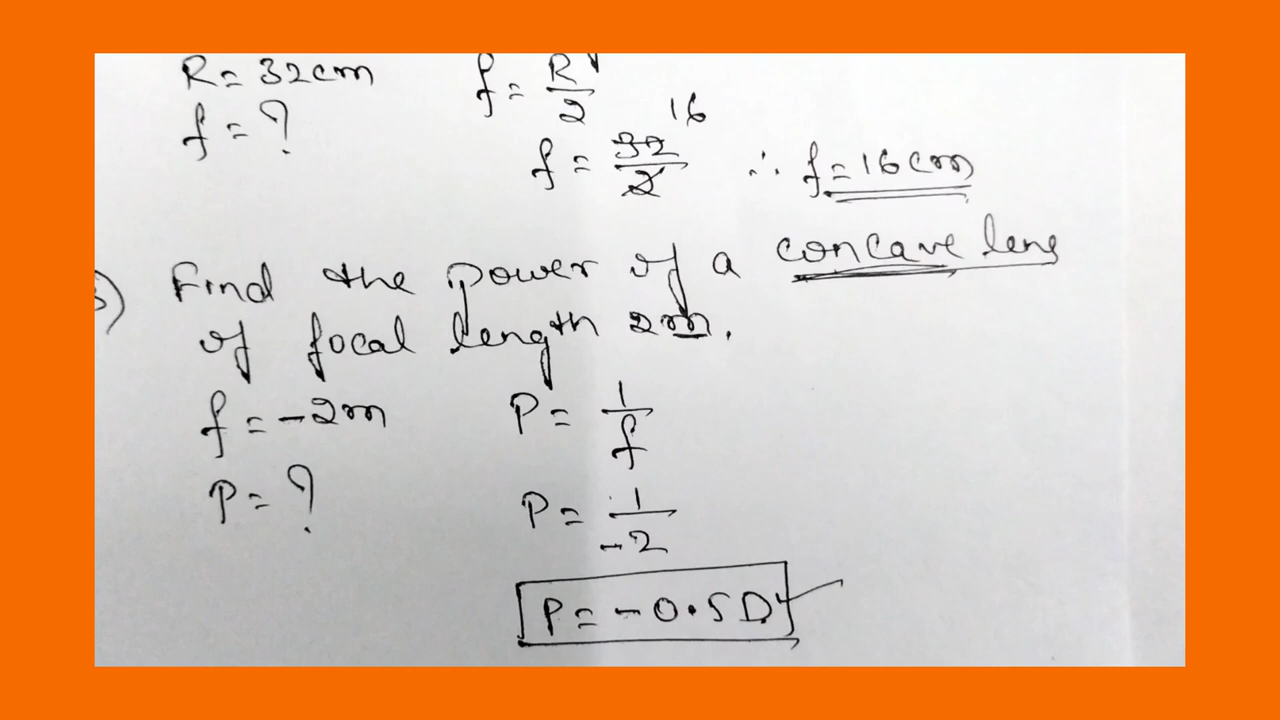 R = 32cm f = R/2
f = ? 16
f = 32/2 ∴ f = 16cm
) Find the power of a concave lens
of focal length 2m.
f = -2m P = 1/f
P = ? P = 1/-2
P = -0.5D